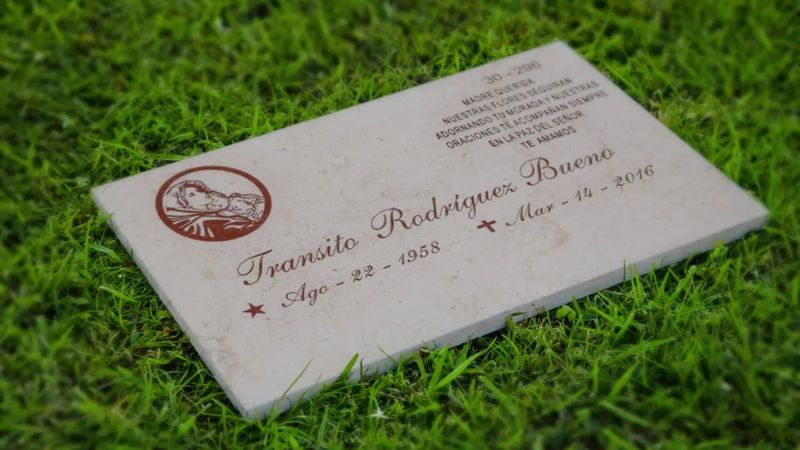 30 - 296
MADRE QUERIDA
NUESTRAS FLORES SEGUIRAN
ADORNANDO TU MORADA Y NUESTRAS
ORACIONES TE ACOMPAÑAN SIEMPRE
EN LA PAZ DEL SEÑOR.
TE AMAMOS
Transito Rodríguez Bueno
Ago - 22 - 1958 Mar - 14 - 2016